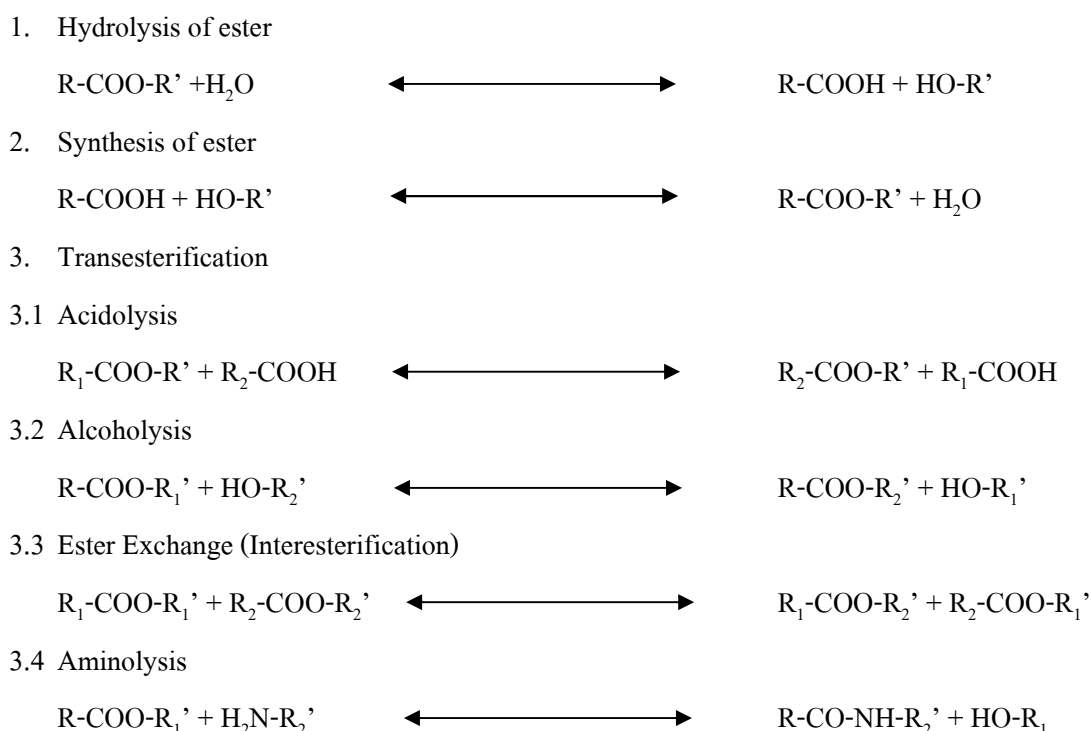 1. Hydrolysis of ester
R-COO-R’ +H₂O R-COOH + HO-R’
2. Synthesis of ester
R-COOH + HO-R’ R-COO-R’ + H₂O
3. Transesterification
3.1 Acidolysis
R₁-COO-R’ + R₂-COOH R₂-COO-R’ + R₁-COOH
3.2 Alcoholysis
R-COO-R₁’ + HO-R₂’ R-COO-R₂’ + HO-R₁’
3.3 Ester Exchange (Interesterification)
R₁-COO-R₁’ + R₂-COO-R₂’ R₁-COO-R₂’ + R₂-COO-R₁’
3.4 Aminolysis
R-COO-R₁’ + H₂N-R₂’ R-CO-NH-R₂’ + HO-R₁